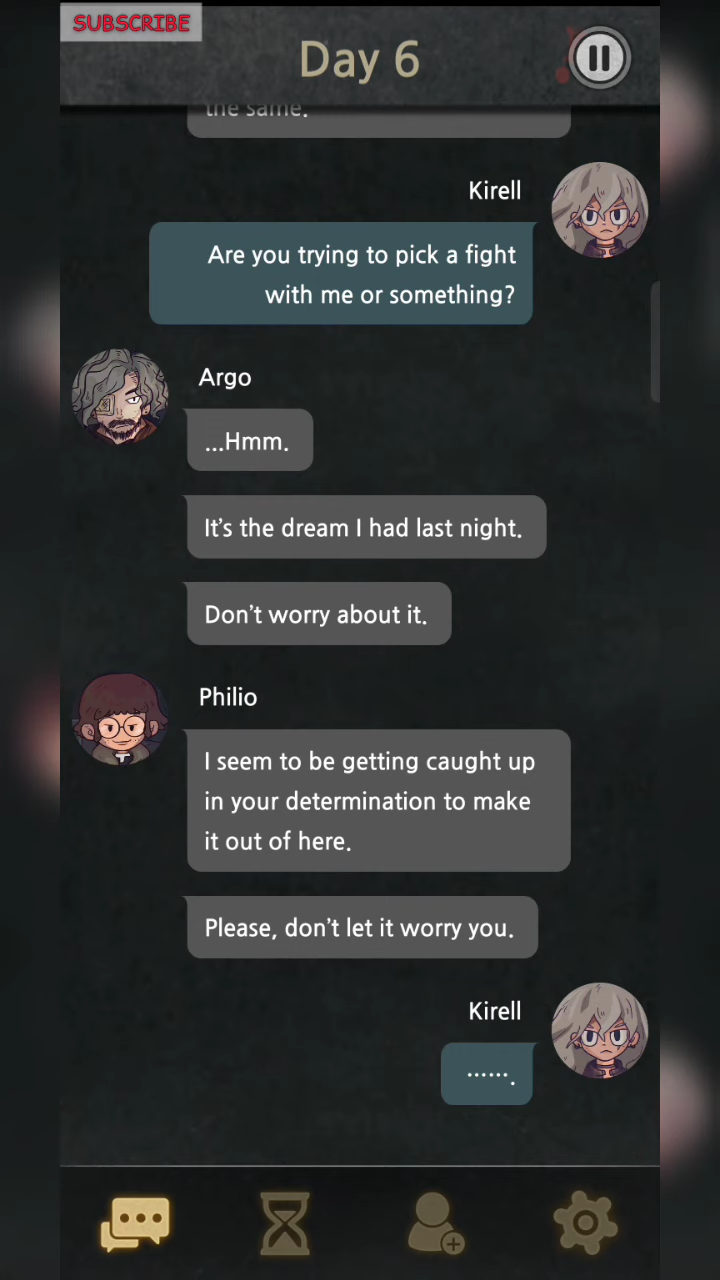 SUBSCRIBE
Day 6
the same.
Kirell
Are you trying to pick a fight
with me or something?
Argo
...Hmm.
It's the dream I had last night.
Don't worry about it.
Philio
I seem to be getting caught up
in your determination to make
it out of here.
Please, don't let it worry you.
Kirell
.......